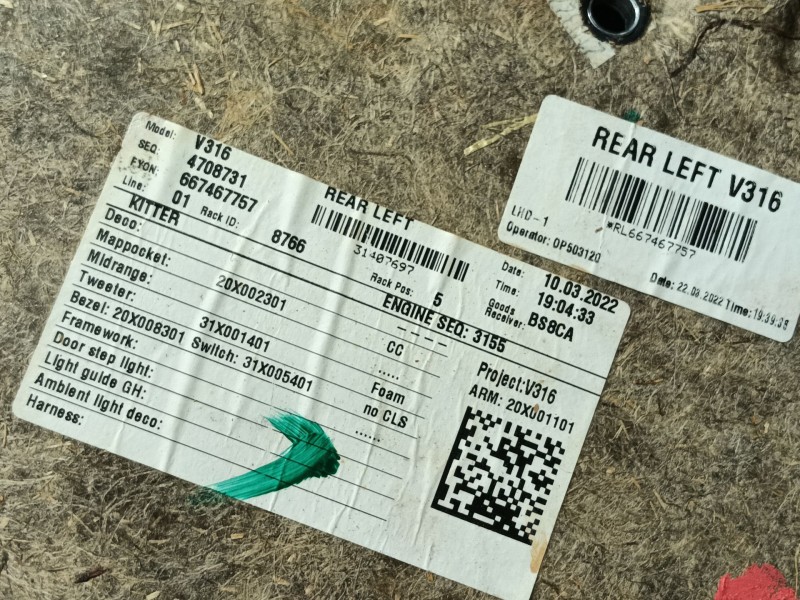 Model: V316
SEQ: 4708731
FYON: 667467757
Line: 01 Rack ID: 8766
REAR LEFT
31407697
Rack Pos: 5
Date: 10.03.2022
Time: 19:04:33
Goods Receiver: BS8CA
KITTER
ENGINE SEQ: 3155
Deco:
Mappocket: 20X002301
Midrange: CC
Tweeter: 31X001401
Bezel: 20X008301 Switch: 31X005401
Framework: Foam
Door step light: no CLS
Light guide GH:
Ambient light deco:
Harness:
Project:V316
ARM: 20X001101
REAR LEFT V316
*RL667467757
LHD-1
Operator: OP503120
Date: 22.03.2022 Time: 19:39:35